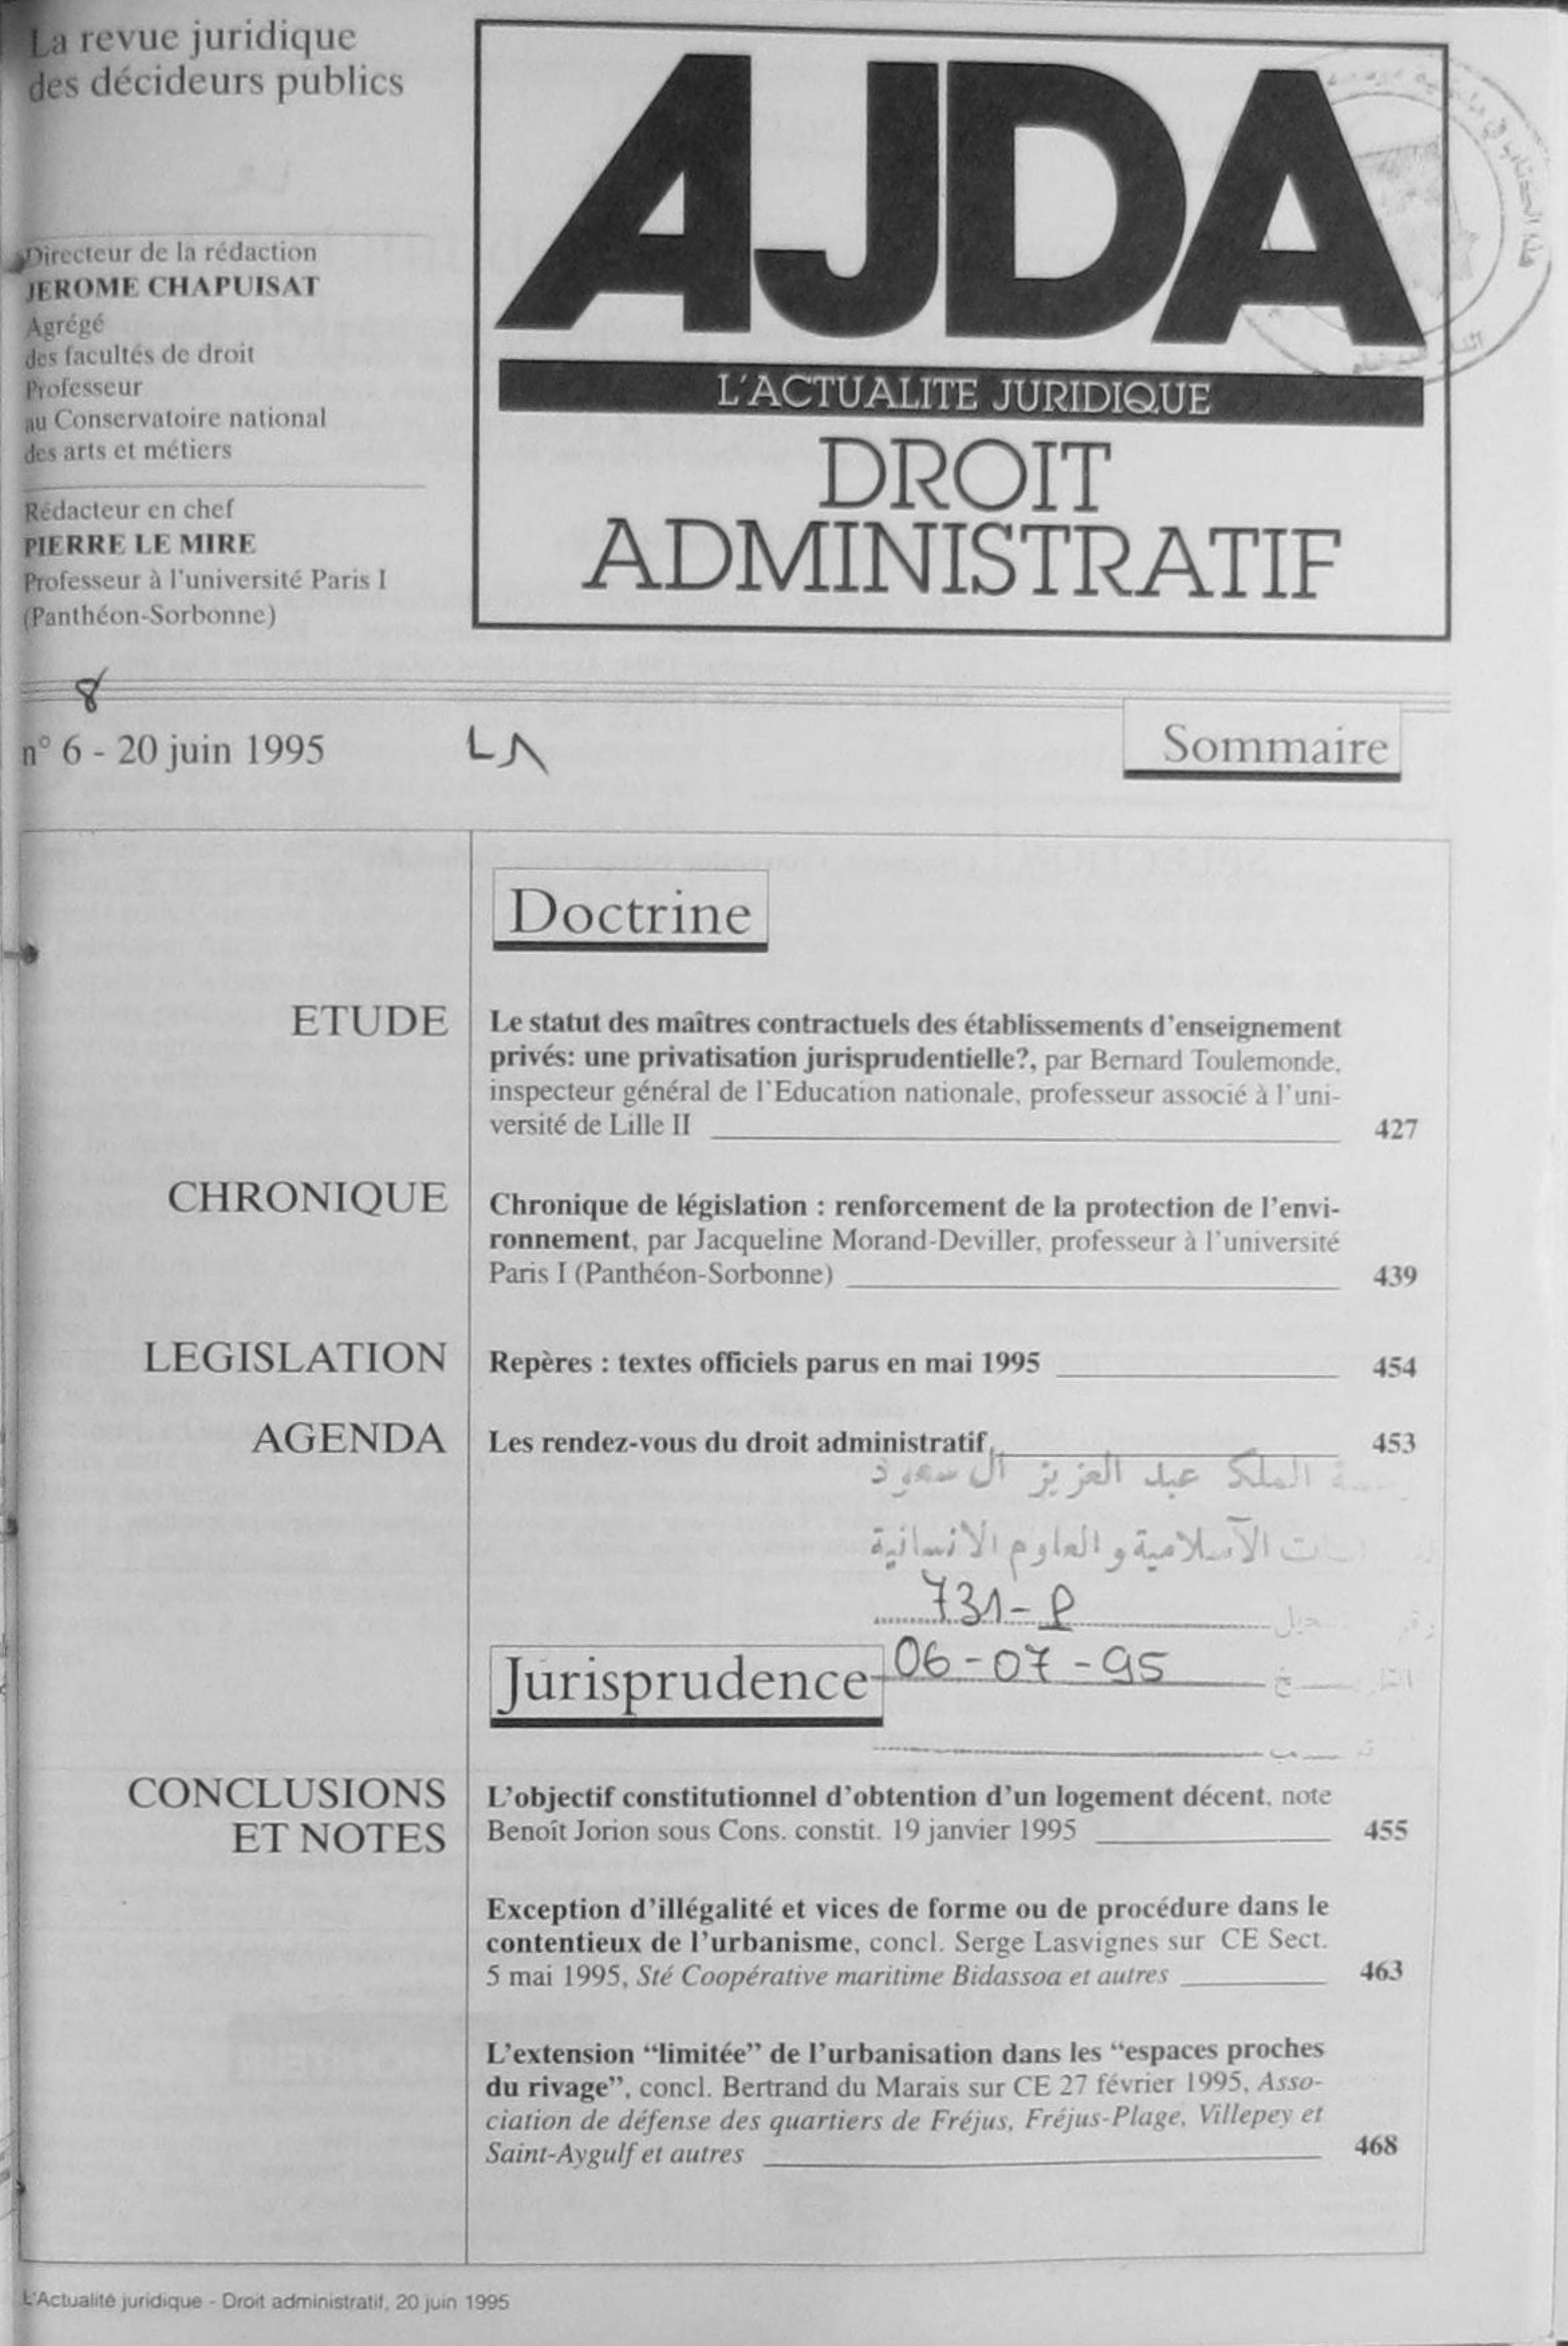 La revue juridique
des décideurs publics
Directeur de la rédaction
JEROME CHAPUISAT
Agrégé
des facultés de droit
Professeur
au Conservatoire national
des arts et métiers
Rédacteur en chef
PIERRE LE MIRE
Professeur à l'université Paris I
(Panthéon-Sorbonne)
AJDA
L'ACTUALITE JURIDIQUE
DROIT
ADMINISTRATIF
8
n° 6 - 20 juin 1995
Sommaire
Doctrine
ETUDE
Le statut des maîtres contractuels des établissements d'enseignement
privés: une privatisation jurisprudentielle?, par Bernard Toulemonde,
inspecteur général de l'Education nationale, professeur associé à l'uni-
versité de Lille II 427
CHRONIQUE
Chronique de législation : renforcement de la protection de l'envi-
ronnement, par Jacqueline Morand-Deviller, professeur à l'université
Paris I (Panthéon-Sorbonne) 439
LEGISLATION
Repères : textes officiels parus en mai 1995 454
AGENDA
Les rendez-vous du droit administratif 453
الملك عبد العزيز ال سعود
الاسلامية و العلوم الانسانية
731-P
06-07-95
Jurisprudence
CONCLUSIONS
ET NOTES
L'objectif constitutionnel d'obtention d'un logement décent, note
Benoît Jorion sous Cons. constit. 19 janvier 1995 455
Exception d'illégalité et vices de forme ou de procédure dans le
contentieux de l'urbanisme, concl. Serge Lasvignes sur CE Sect.
5 mai 1995, Sté Coopérative maritime Bidassoa et autres 463
L'extension “limitée” de l'urbanisation dans les “espaces proches
du rivage”, concl. Bertrand du Marais sur CE 27 février 1995, Asso-
ciation de défense des quartiers de Fréjus, Fréjus-Plage, Villepey et
Saint-Aygulf et autres 468
L'Actualité juridique - Droit administratif, 20 juin 1995